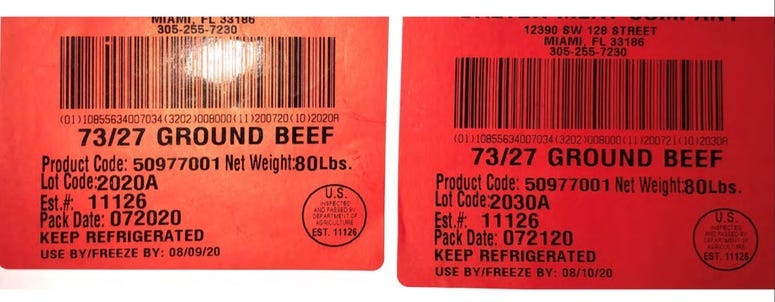 MIAMI, FL 33186
305-255-7230
(01)10855634007034(3202)008000(11)200720(10)2020A
73/27 GROUND BEEF
Product Code: 50977001 Net Weight:80Lbs.
Lot Code:2020A
Est.#: 11126
Pack Date: 072020
KEEP REFRIGERATED
USE BY/FREEZE BY: 08/09/20
U.S.
INSPECTED
AND PASSED BY
DEPARTMENT OF
AGRICULTURE
EST. 11126
12390 SW 128 STREET
MIAMI, FL 33186
305-255-7230
(01)10855634007034(3202)008000(11)200721(10)2030A
73/27 GROUND BEEF
Product Code: 50977001 Net Weight:80Lbs.
Lot Code:2030A
Est.#: 11126
Pack Date: 072120
KEEP REFRIGERATED
USE BY/FREEZE BY: 08/10/20
U.S.
INSPECTED
AND PASSED BY
DEPARTMENT OF
AGRICULTURE
EST. 11126